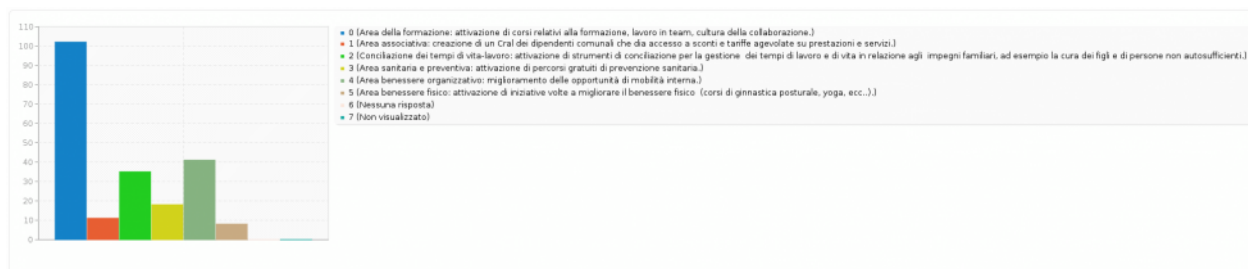 110
100
90
80
70
60
50
40
30
20
10
0
0 (Area della formazione: attivazione di corsi relativi alla formazione, lavoro in team, cultura della collaborazione.)
1 (Area associativa: creazione di un Cral dei dipendenti comunali che dia accesso a sconti e tariffe agevolate su prestazioni e servizi.)
2 (Conciliazione dei tempi di vita-lavoro: attivazione di strumenti di conciliazione per la gestione dei tempi di lavoro e di vita in relazione agli impegni familiari, ad esempio la cura dei figli e di persone non autosufficienti.)
3 (Area sanitaria e preventiva: attivazione di percorsi gratuiti di prevenzione sanitaria.)
4 (Area benessere organizzativo: miglioramento delle opportunità di mobilità interna.)
5 (Area benessere fisico: attivazione di iniziative volte a migliorare il benessere fisico (corsi di ginnastica posturale, yoga, ecc..).)
6 (Nessuna risposta)
7 (Non visualizzato)